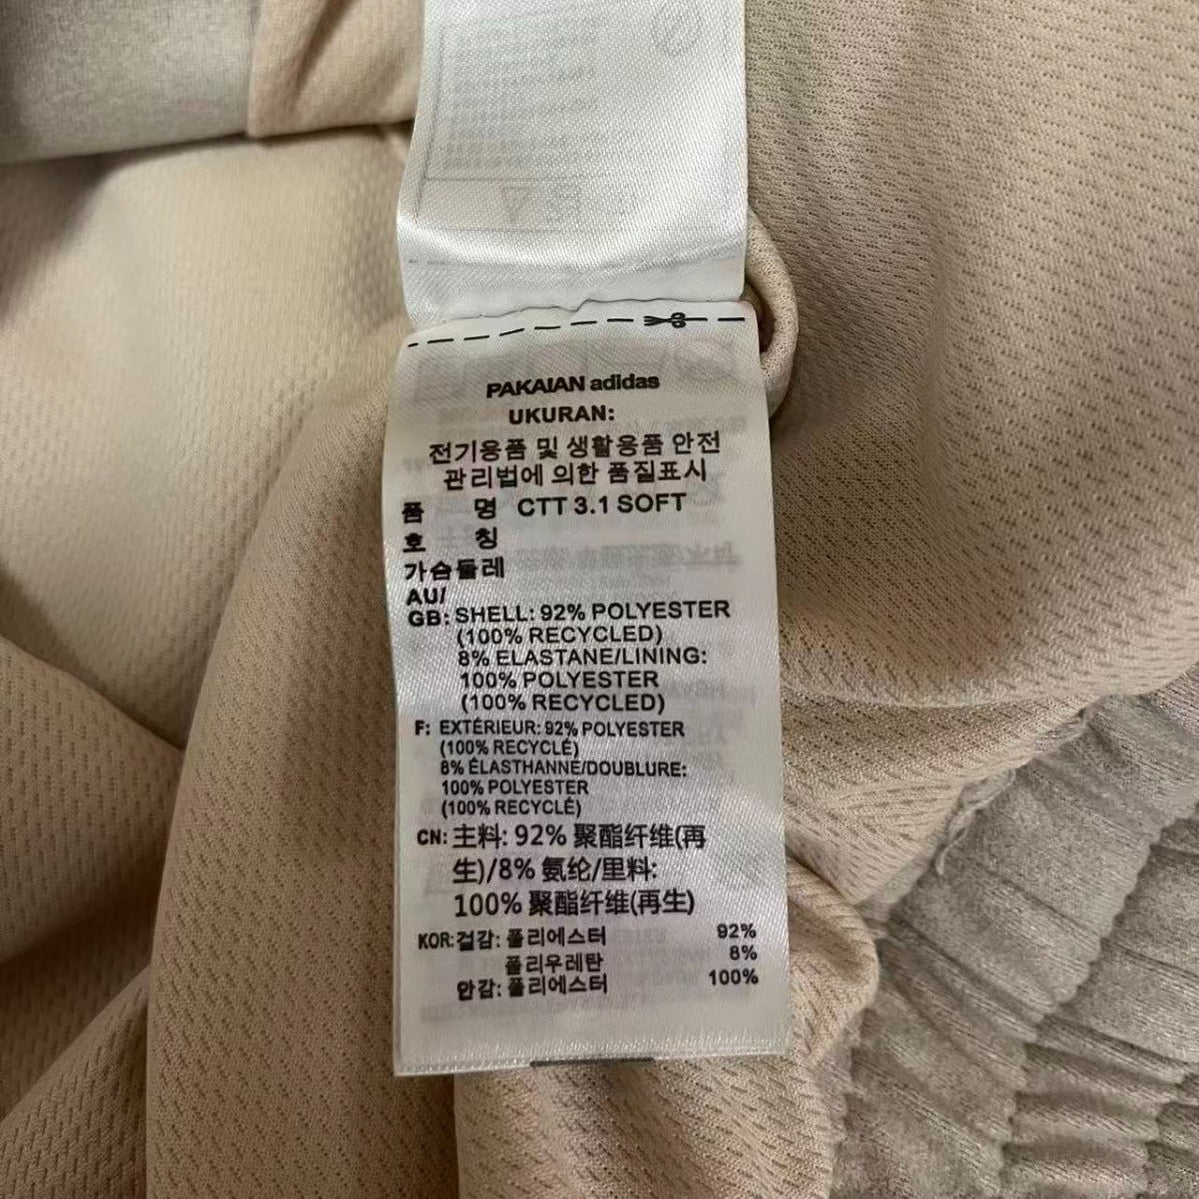 PAKAIAN adidas
UKURAN:
전기용품 및 생활용품 안전
관리법에 의한 품질표시
품 명 CTT 3.1 SOFT
호 칭
가슴둘레
AU/
GB: SHELL: 92% POLYESTER
(100% RECYCLED)
8% ELASTANE/LINING:
100% POLYESTER
(100% RECYCLED)
F: EXTÉRIEUR: 92% POLYESTER
(100% RECYCLÉ)
8% ÉLASTHANNE/DOUBLURE:
100% POLYESTER
(100% RECYCLÉ)
CN: 主料: 92% 聚酯纤维(再
生)/8% 氨纶/里料:
100% 聚酯纤维(再生)
KOR: 겉감: 폴리에스터 92%
폴리우레탄 8%
안감: 폴리에스터 100%